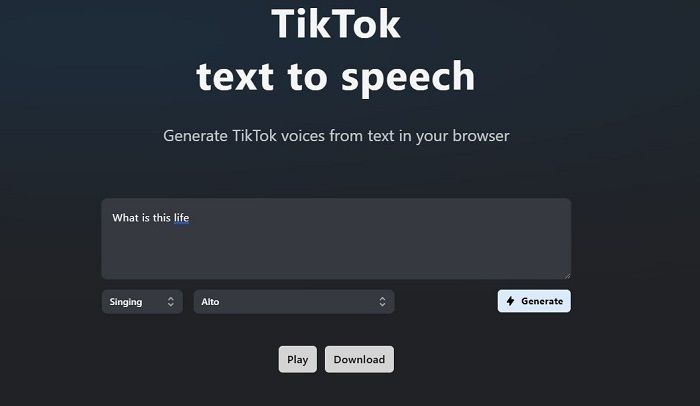 TikTok
text to speech
Generate TikTok voices from text in your browser
What is this life
Singing
Alto
Generate
Play
Download